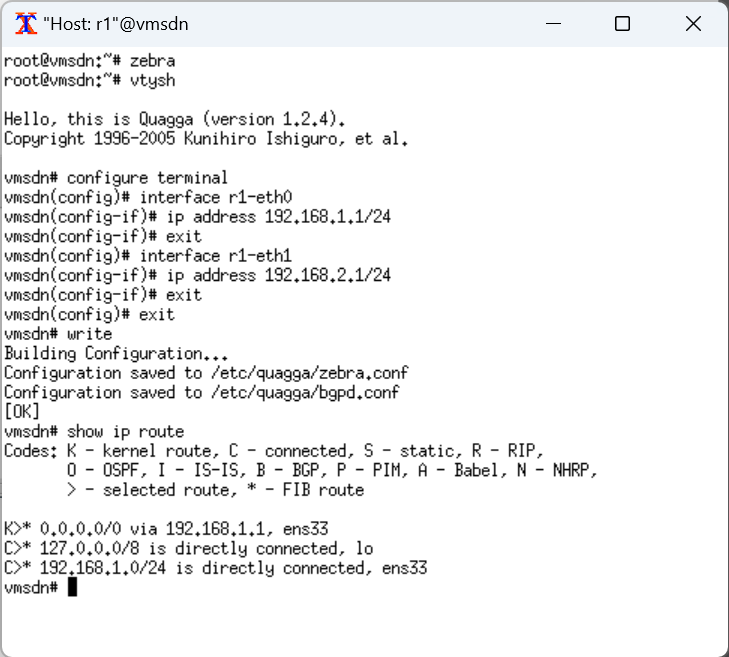 "Host: r1"@vmsdn
root@vmsdn:~# zebra
root@vmsdn:~# vtysh
Hello, this is Quagga (version 1.2.4).
Copyright 1996-2005 Kunihiro Ishiguro, et al.
vmsdn# configure terminal
vmsdn(config)# interface r1-eth0
vmsdn(config-if)# ip address 192.168.1.1/24
vmsdn(config-if)# exit
vmsdn(config)# interface r1-eth1
vmsdn(config-if)# ip address 192.168.2.1/24
vmsdn(config-if)# exit
vmsdn(config)# exit
vmsdn# write
Building Configuration...
Configuration saved to /etc/quagga/zebra.conf
Configuration saved to /etc/quagga/bgpd.conf
[OK]
vmsdn# show ip route
Codes: K - kernel route, C - connected, S - static, R - RIP,
O - OSPF, I - IS-IS, B - BGP, P - PIM, A - Babel, N - NHRP,
> - selected route, * - FIB route
K>* 0.0.0.0/0 via 192.168.1.1, ens33
C>* 127.0.0.0/8 is directly connected, lo
C>* 192.168.1.0/24 is directly connected, ens33
vmsdn#